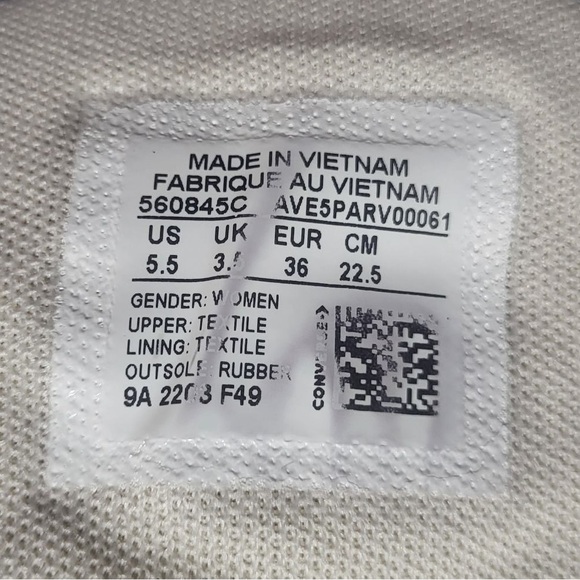 MADE IN VIETNAM
FABRIQUE AU VIETNAM
560845C AVE5PARV00061
US UK EUR CM
5.5 3.5 36 22.5
GENDER: WOMEN
UPPER: TEXTILE
LINING: TEXTILE
OUTSOLE: RUBBER
9A 2203 F49
CONVERSE